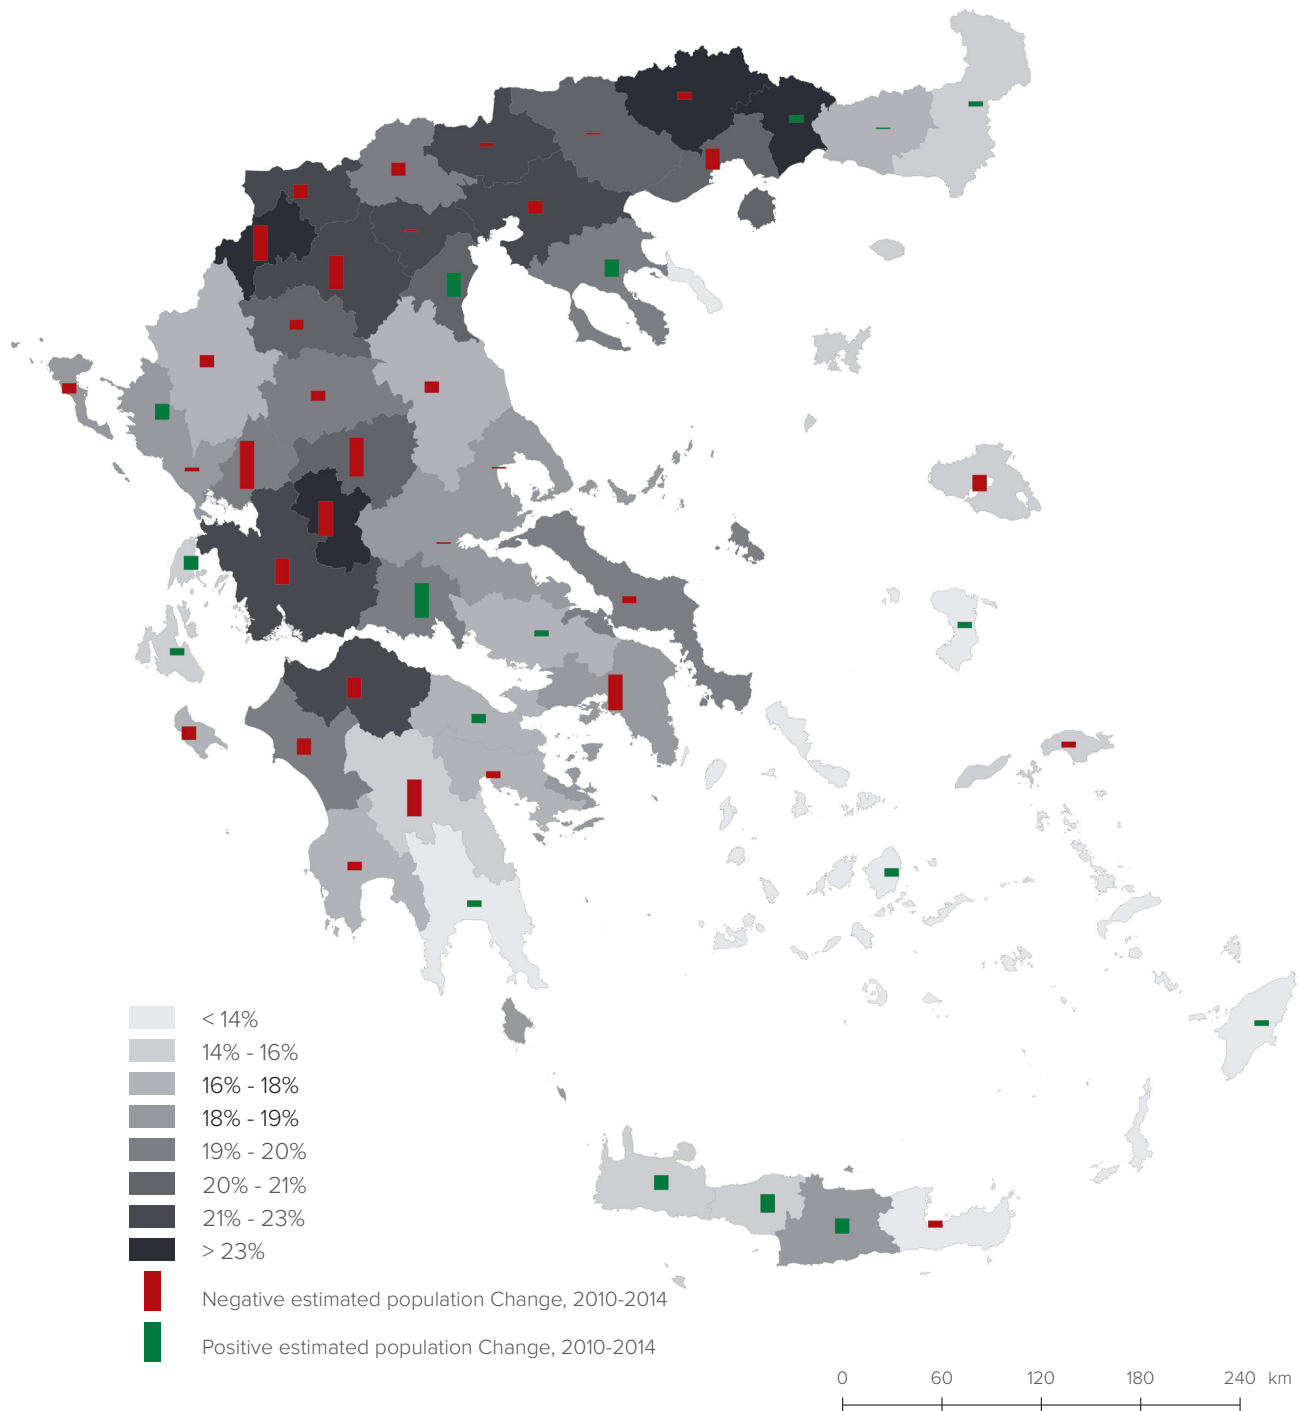 < 14%
14% - 16%
16% - 18%
18% - 19%
19% - 20%
20% - 21%
21% - 23%
> 23%
Negative estimated population Change, 2010-2014
Positive estimated population Change, 2010-2014
0 60 120 180 240 km